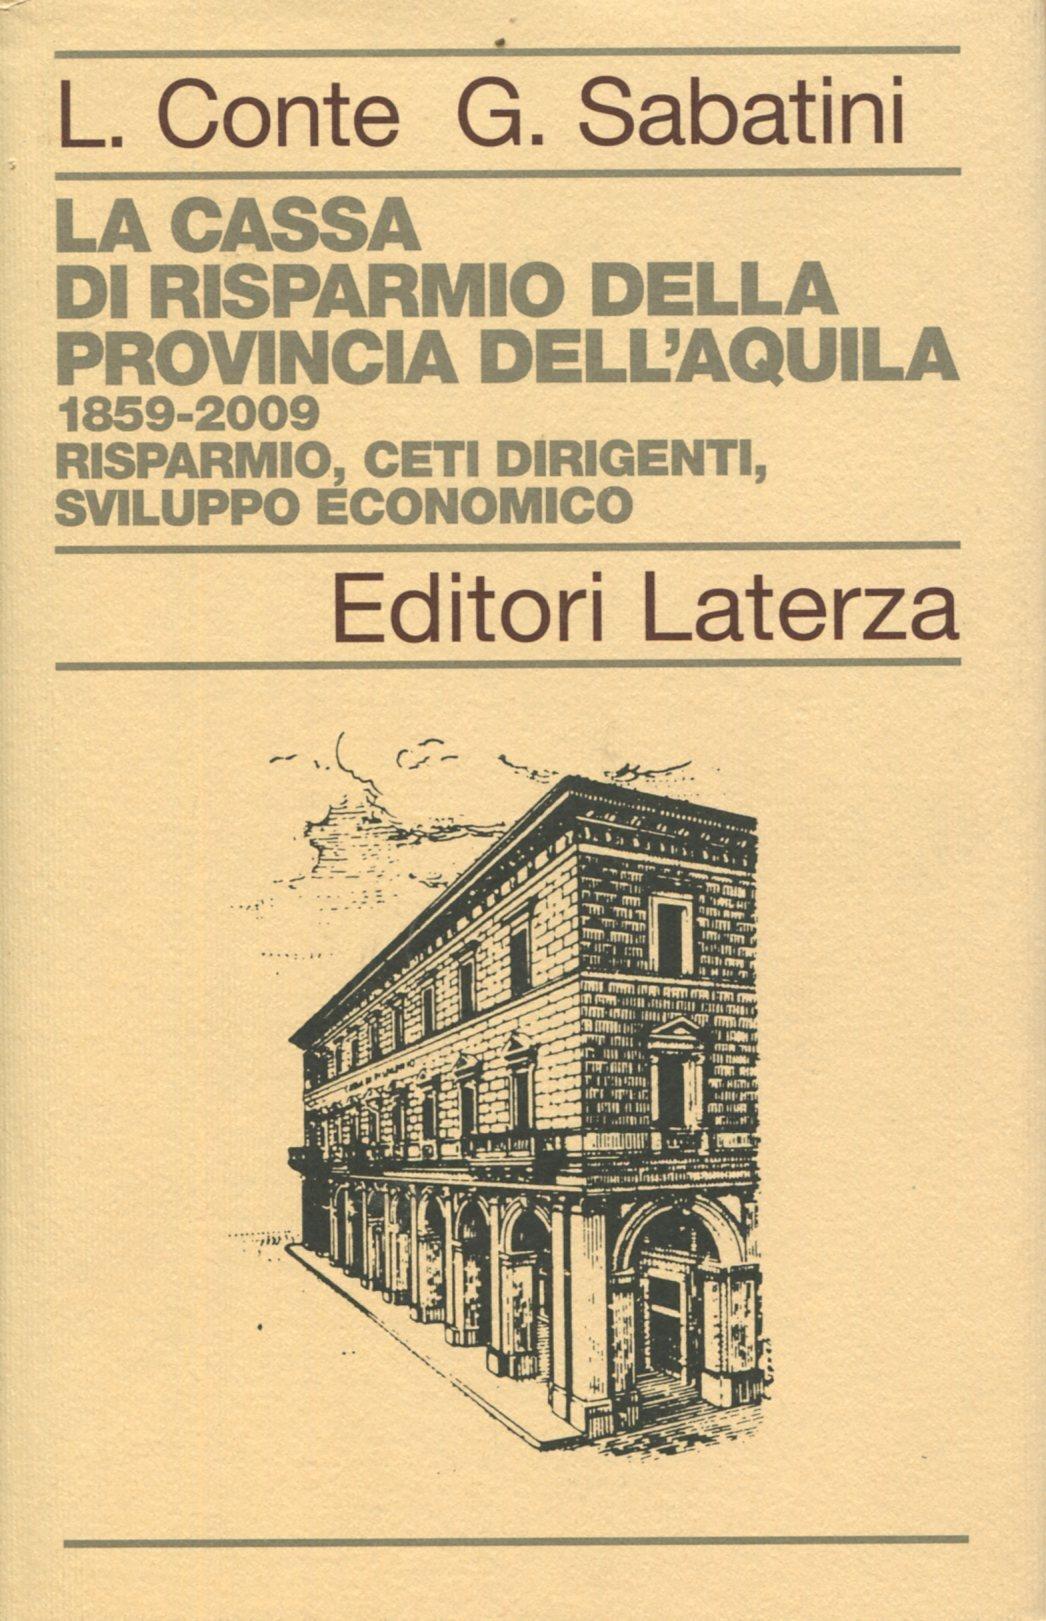 L. Conte G. Sabatini
LA CASSA
DI RISPARMIO DELLA
PROVINCIA DELL'AQUILA
1859-2009
RISPARMIO, CETI DIRIGENTI,
SVILUPPO ECONOMICO
Editori Laterza